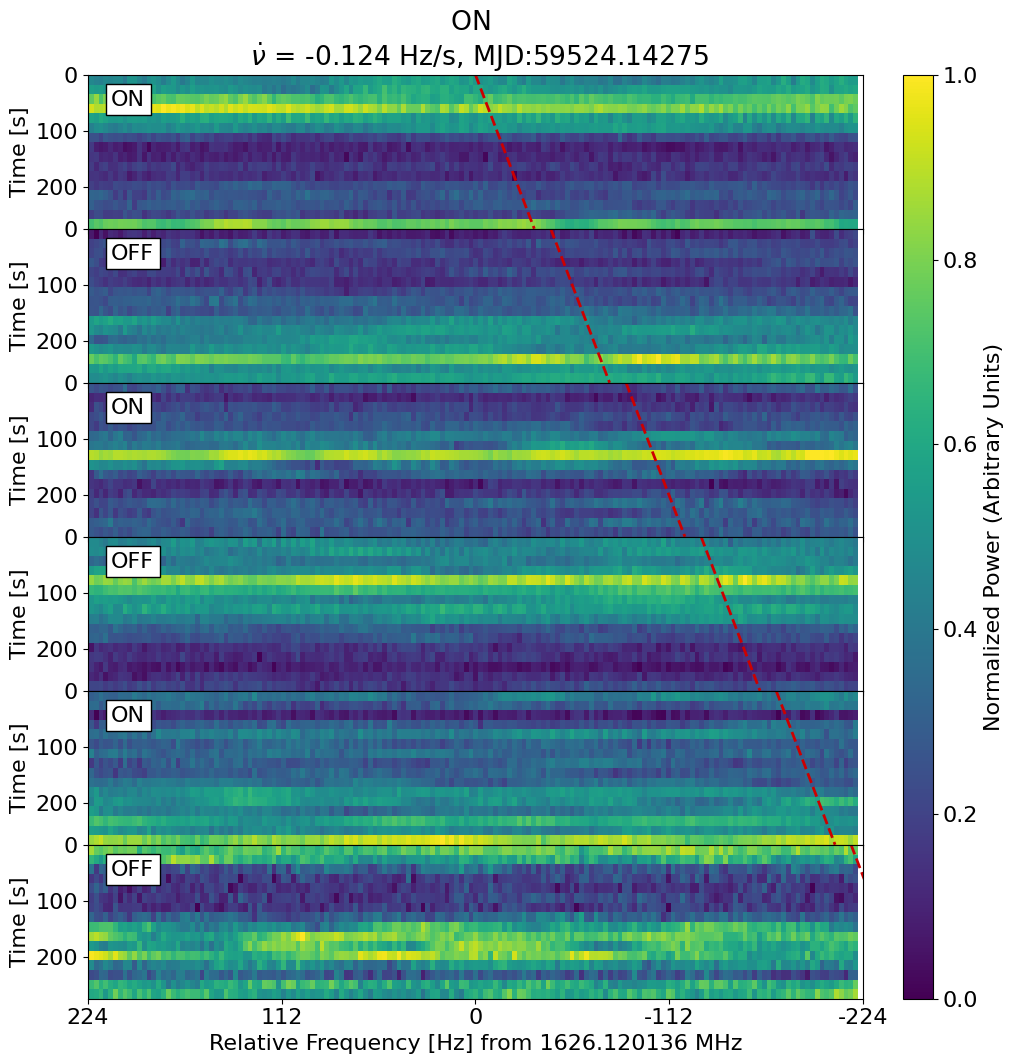 ON
ν̇ = -0.124 Hz/s, MJD:59524.14275
0
ON
100
200
Time [s]
0
OFF
100
200
Time [s]
0
ON
100
200
Time [s]
0
OFF
100
200
Time [s]
0
ON
100
200
Time [s]
0
OFF
100
200
Time [s]
224 112 0 -112 -224
Relative Frequency [Hz] from 1626.120136 MHz
1.0
0.8
0.6
0.4
0.2
0.0
Normalized Power (Arbitrary Units)